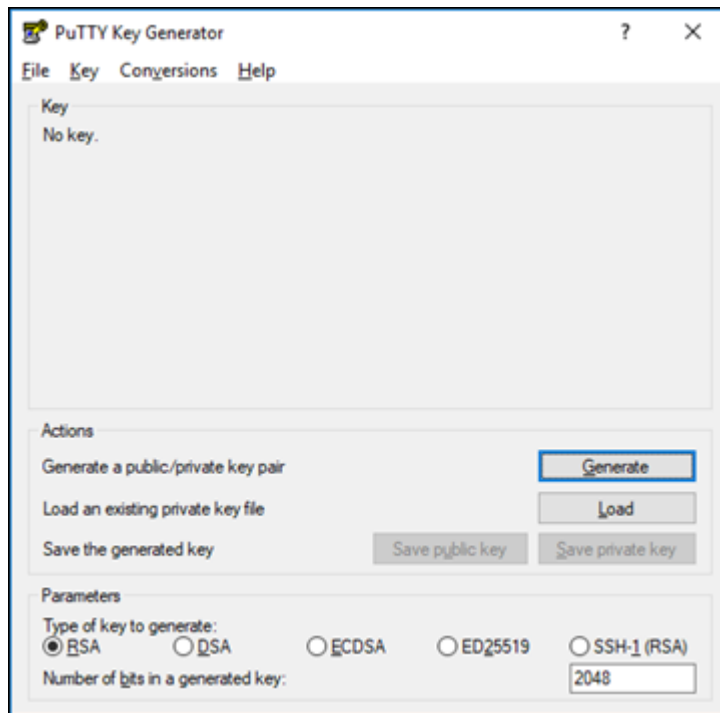 PuTTY Key Generator ?
File Key Conversions Help
Key
No key.
Actions
Generate a public/private key pair Generate
Load an existing private key file Load
Save the generated key Save public key Save private key
Parameters
Type of key to generate:
RSA DSA ECDSA ED25519 SSH-1 (RSA)
Number of bits in a generated key: 2048